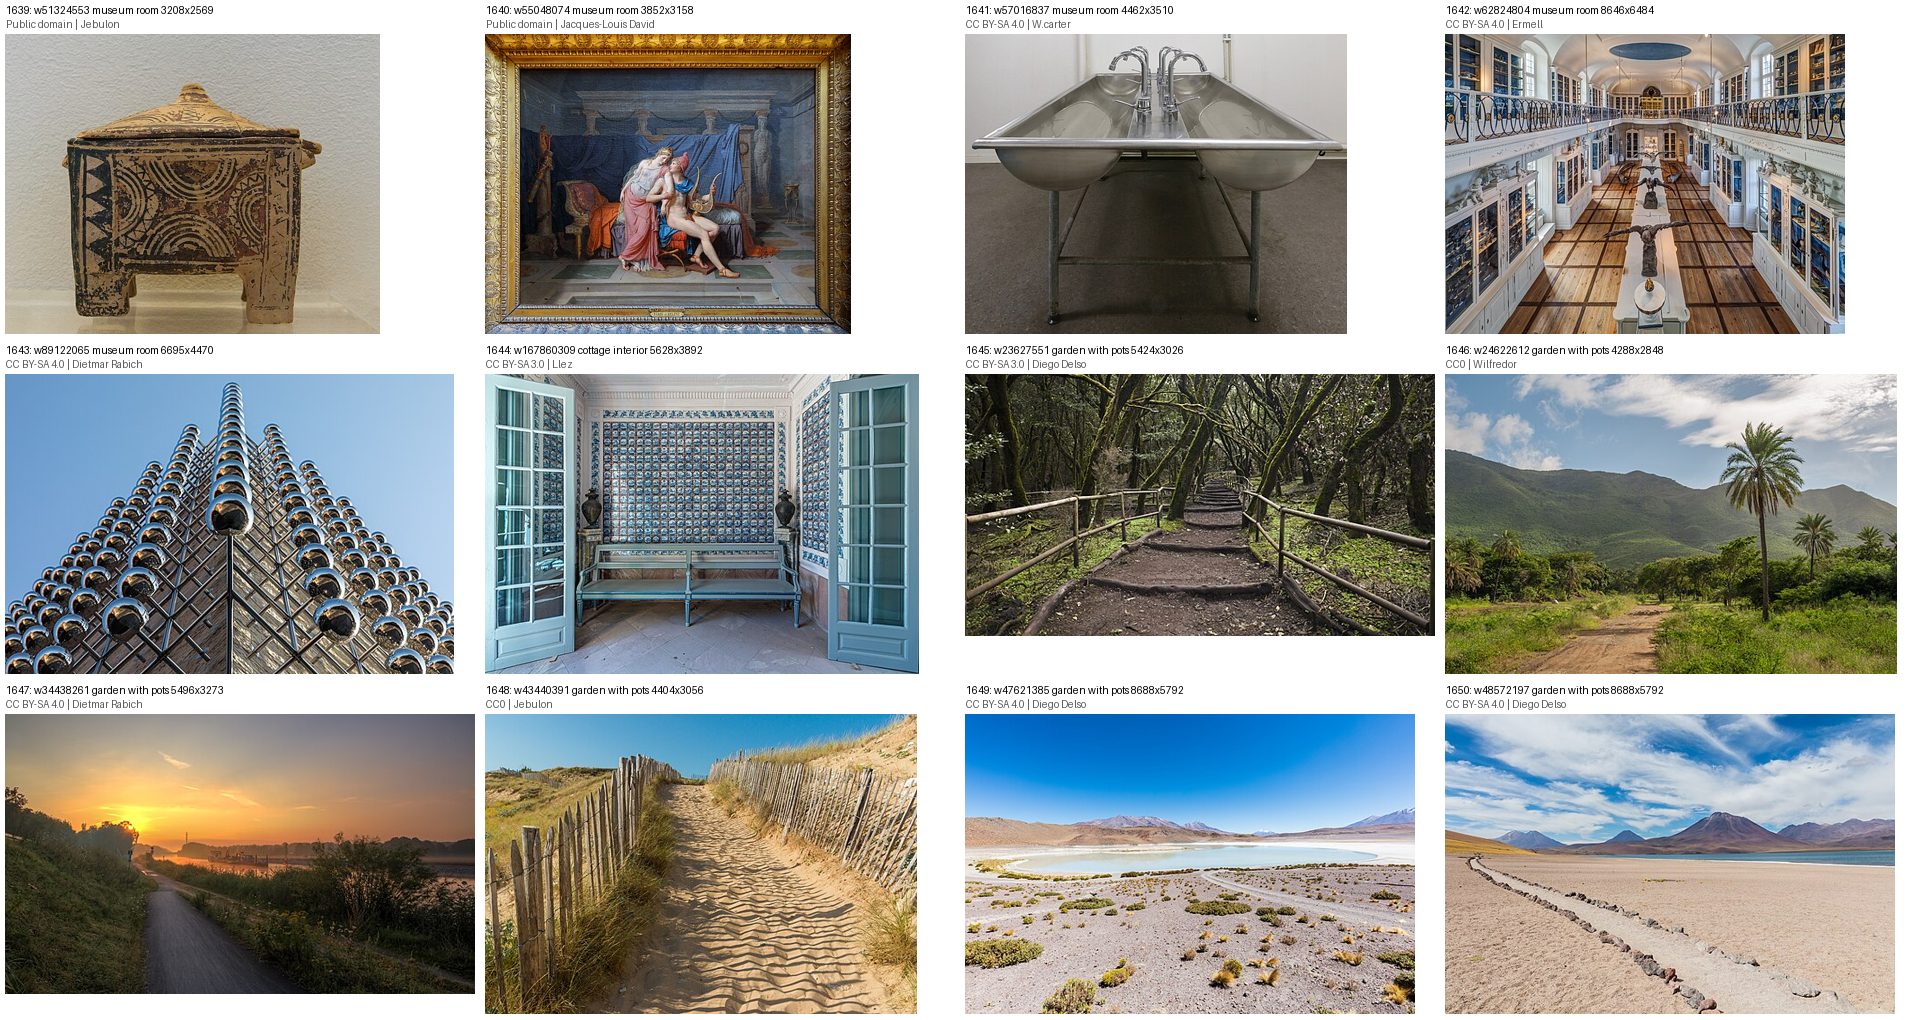 1639: w51324553 museum room 3208x2569
Public domain | Jebulon
1640: w55048074 museum room 3852x3158
Public domain | Jacques-Louis David
1641: w57016837 museum room 4462x3510
CC BY-SA 4.0 | W.carter
1642: w62824804 museum room 8646x6484
CC BY-SA 4.0 | Ermell
1643: w89122065 museum room 6695x4470
CC BY-SA 4.0 | Dietmar Rabich
1644: w167860309 cottage interior 5628x3892
CC BY-SA 3.0 | Llez
1645: w23627551 garden with pots 5424x3026
CC BY-SA 3.0 | Diego Delso
1646: w24622612 garden with pots 4288x2848
CC0 | Wilfredor
1647: w34438261 garden with pots 5496x3273
CC BY-SA 4.0 | Dietmar Rabich
1648: w43440391 garden with pots 4404x3056
CC0 | Jebulon
1649: w47621385 garden with pots 8688x5792
CC BY-SA 4.0 | Diego Delso
1650: w48572197 garden with pots 8688x5792
CC BY-SA 4.0 | Diego Delso